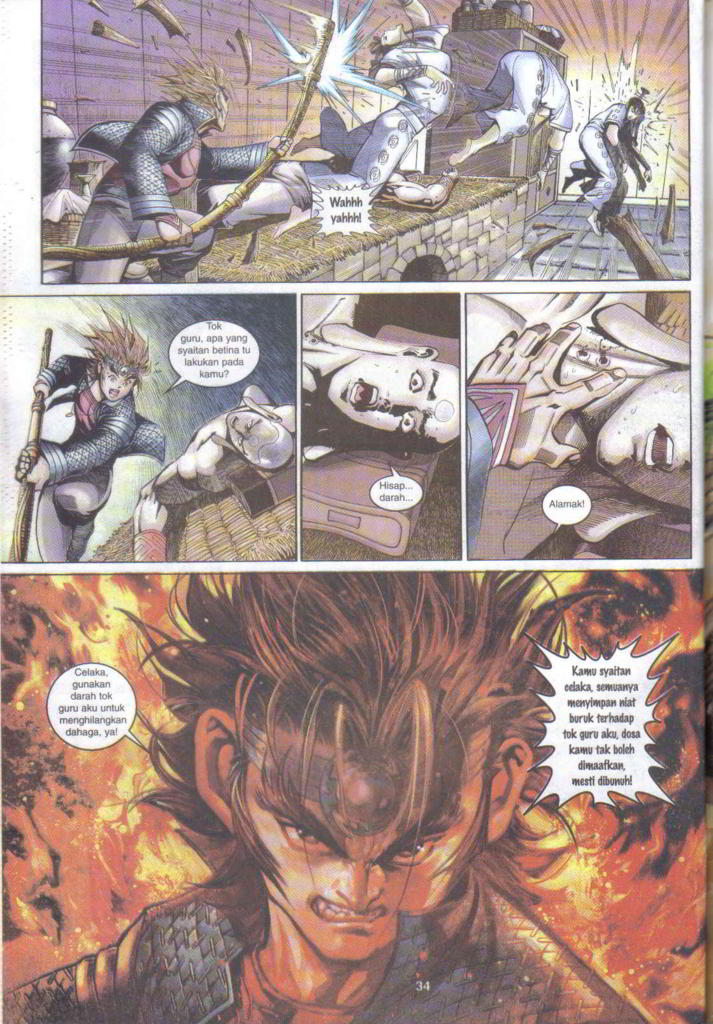 Wahhh
yahhh!
Tok
guru, apa yang
syaitan betina tu
lakukan pada
kamu?
Hisap...
darah...
Alamak!
Celaka,
gunakan
darah tok
guru aku untuk
menghilangkan
dahaga, ya!
Kamu syaitan
celaka, semuanya
menyimpan niat
buruk terhadap
tok guru aku, dosa
kamu tak boleh
dimaafkan,
mesti dibunuh!
34